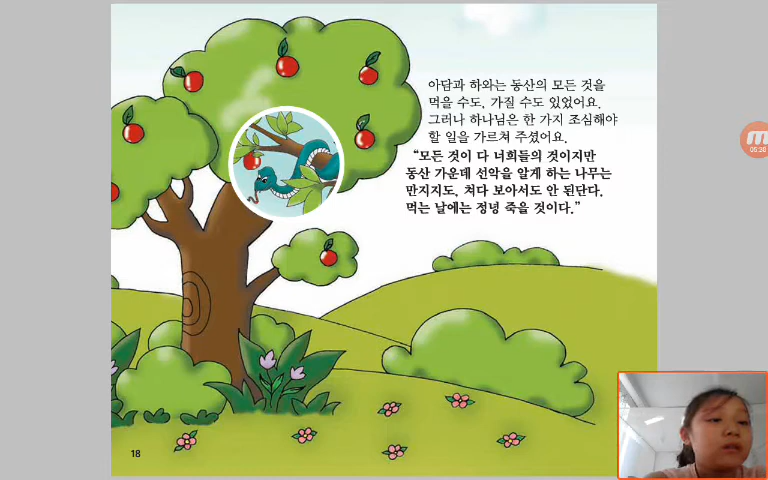 아담과 하와는 동산의 모든 것을
먹을 수도, 가질 수도 있었어요.
그러나 하나님은 한 가지 조심해야
할 일을 가르쳐 주셨어요.
"모든 것이 다 너희들의 것이지만
동산 가운데 선악을 알게 하는 나무는
만지지도, 쳐다 보아서도 안 된단다.
먹는 날에는 정녕 죽을 것이다."
18
05:30